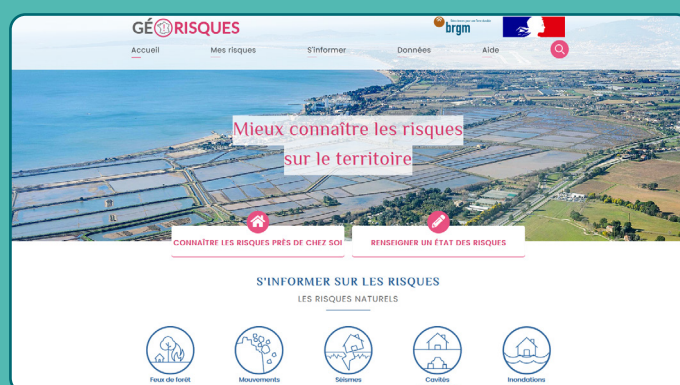 GÉORISQUES
brgm
Accueil
Mes risques
S'informer
Données
Aide
Mieux connaître les risques
sur le territoire
CONNAÎTRE LES RISQUES PRÈS DE CHEZ SOI
RENSEIGNER UN ÉTAT DES RISQUES
S'INFORMER SUR LES RISQUES
LES RISQUES NATURELS
Feux de forêt
Mouvements
Séismes
Cavités
Inondations